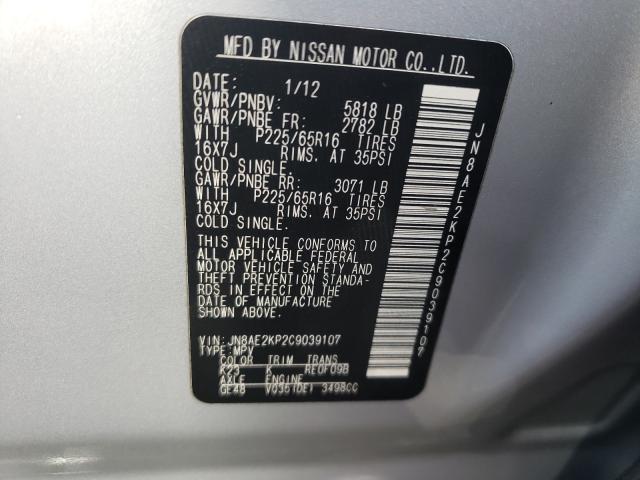 MFD BY NISSAN MOTOR CO.,LTD.
DATE: 1/12
GVWR/PNBV: 5818 LB
GAWR/PNBE FR: 2782 LB
WITH P225/65R16 TIRES
16X7J RIMS. AT 35PSI
COLD SINGLE.
GAWR/PNBE RR: 3071 LB
WITH P225/65R16 TIRES
16X7J RIMS. AT 35PSI
COLD SINGLE.
THIS VEHICLE CONFORMS TO
ALL APPLICABLE FEDERAL
MOTOR VEHICLE SAFETY AND
THEFT PREVENTION STANDA-
RDS IN EFFECT ON THE
DATE OF MANUFACTURE
SHOWN ABOVE.
VIN: JN8AE2KP2C9039107
TYPE: MPV
COLOR TRIM TRANS
K23 K RE0F09B
AXLE ENGINE
GE48 VQ35(DE) 3498CC
JN8AE2KP2C9039107